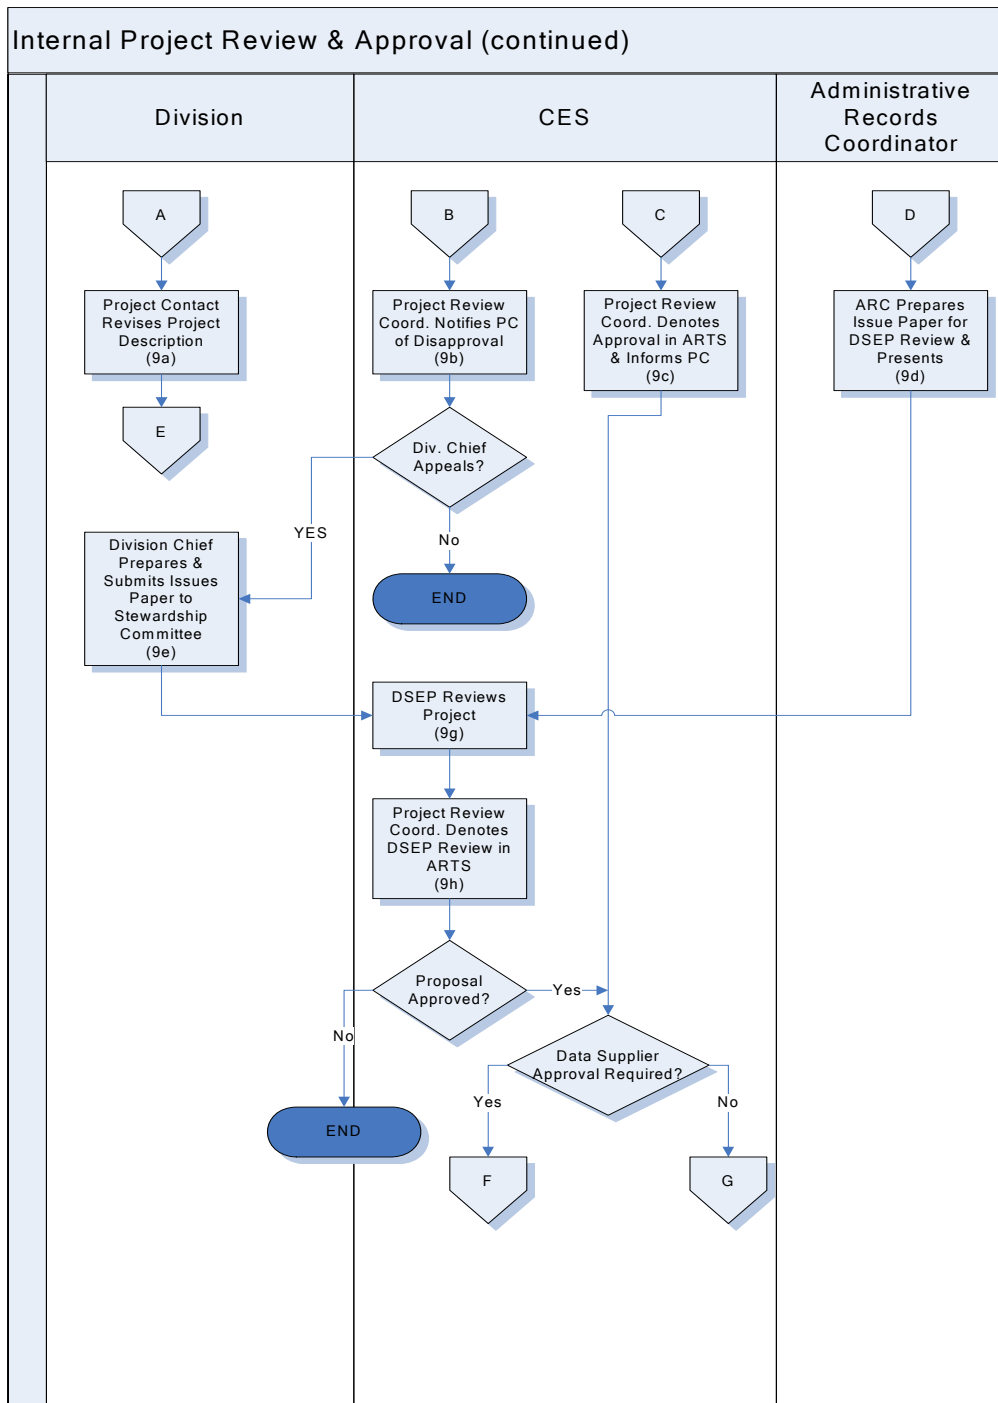 Internal Project Review & Approval (continued)
Division
CES
Administrative
Records
Coordinator
A
B
C
D
Project Contact
Revises Project
Description
(9a)
Project Review
Coord. Notifies PC
of Disapproval
(9b)
Project Review
Coord. Denotes
Approval in ARTS
& Informs PC
(9c)
ARC Prepares
Issue Paper for
DSEP Review &
Presents
(9d)
E
Div. Chief
Appeals?
YES
No
Division Chief
Prepares &
Submits Issues
Paper to
Stewardship
Committee
(9e)
END
DSEP Reviews
Project
(9g)
Project Review
Coord. Denotes
DSEP Review in
ARTS
(9h)
Proposal
Approved?
Yes
No
Data Supplier
Approval Required?
Yes
No
END
F
G